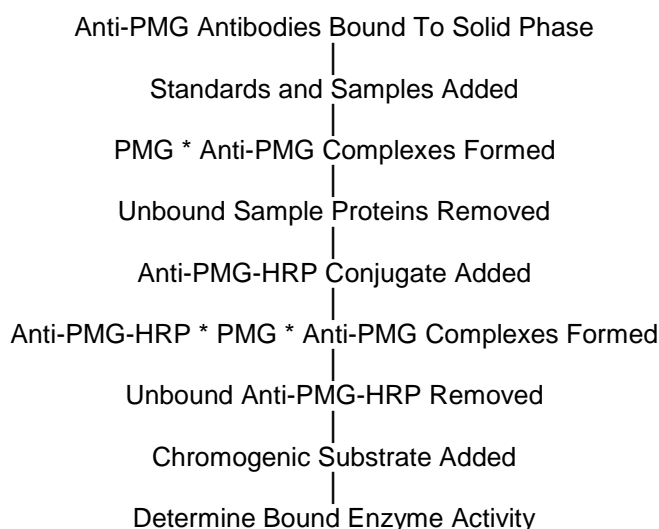 Anti-PMG Antibodies Bound To Solid Phase
Standards and Samples Added
PMG * Anti-PMG Complexes Formed
Unbound Sample Proteins Removed
Anti-PMG-HRP Conjugate Added
Anti-PMG-HRP * PMG * Anti-PMG Complexes Formed
Unbound Anti-PMG-HRP Removed
Chromogenic Substrate Added
Determine Bound Enzyme Activity